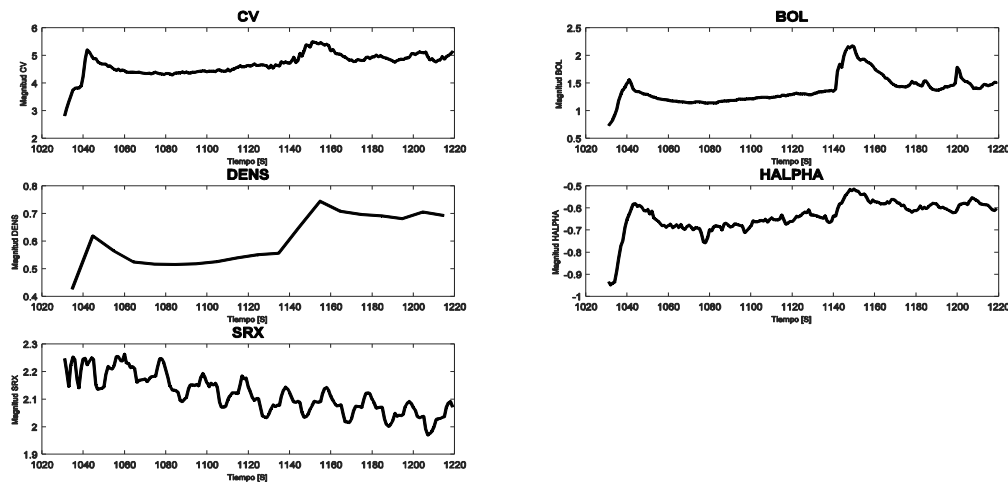 CV
6
5
4
3
2
Magnitud CV
1020 1040 1060 1080 1100 1120 1140 1160 1180 1200 1220
Tiempo [S]
BOL
2.5
2
1.5
1
0.5
Magnitud BOL
1020 1040 1060 1080 1100 1120 1140 1160 1180 1200 1220
Tiempo [S]
DENS
0.8
0.7
0.6
0.5
0.4
Magnitud DENS
1020 1040 1060 1080 1100 1120 1140 1160 1180 1200 1220
Tiempo [S]
HALPHA
-0.5
-0.6
-0.7
-0.8
-0.9
-1
Magnitud HALPHA
1020 1040 1060 1080 1100 1120 1140 1160 1180 1200 1220
Tiempo [S]
SRX
2.3
2.2
2.1
2
1.9
Magnitud SRX
1020 1040 1060 1080 1100 1120 1140 1160 1180 1200 1220
Tiempo [S]